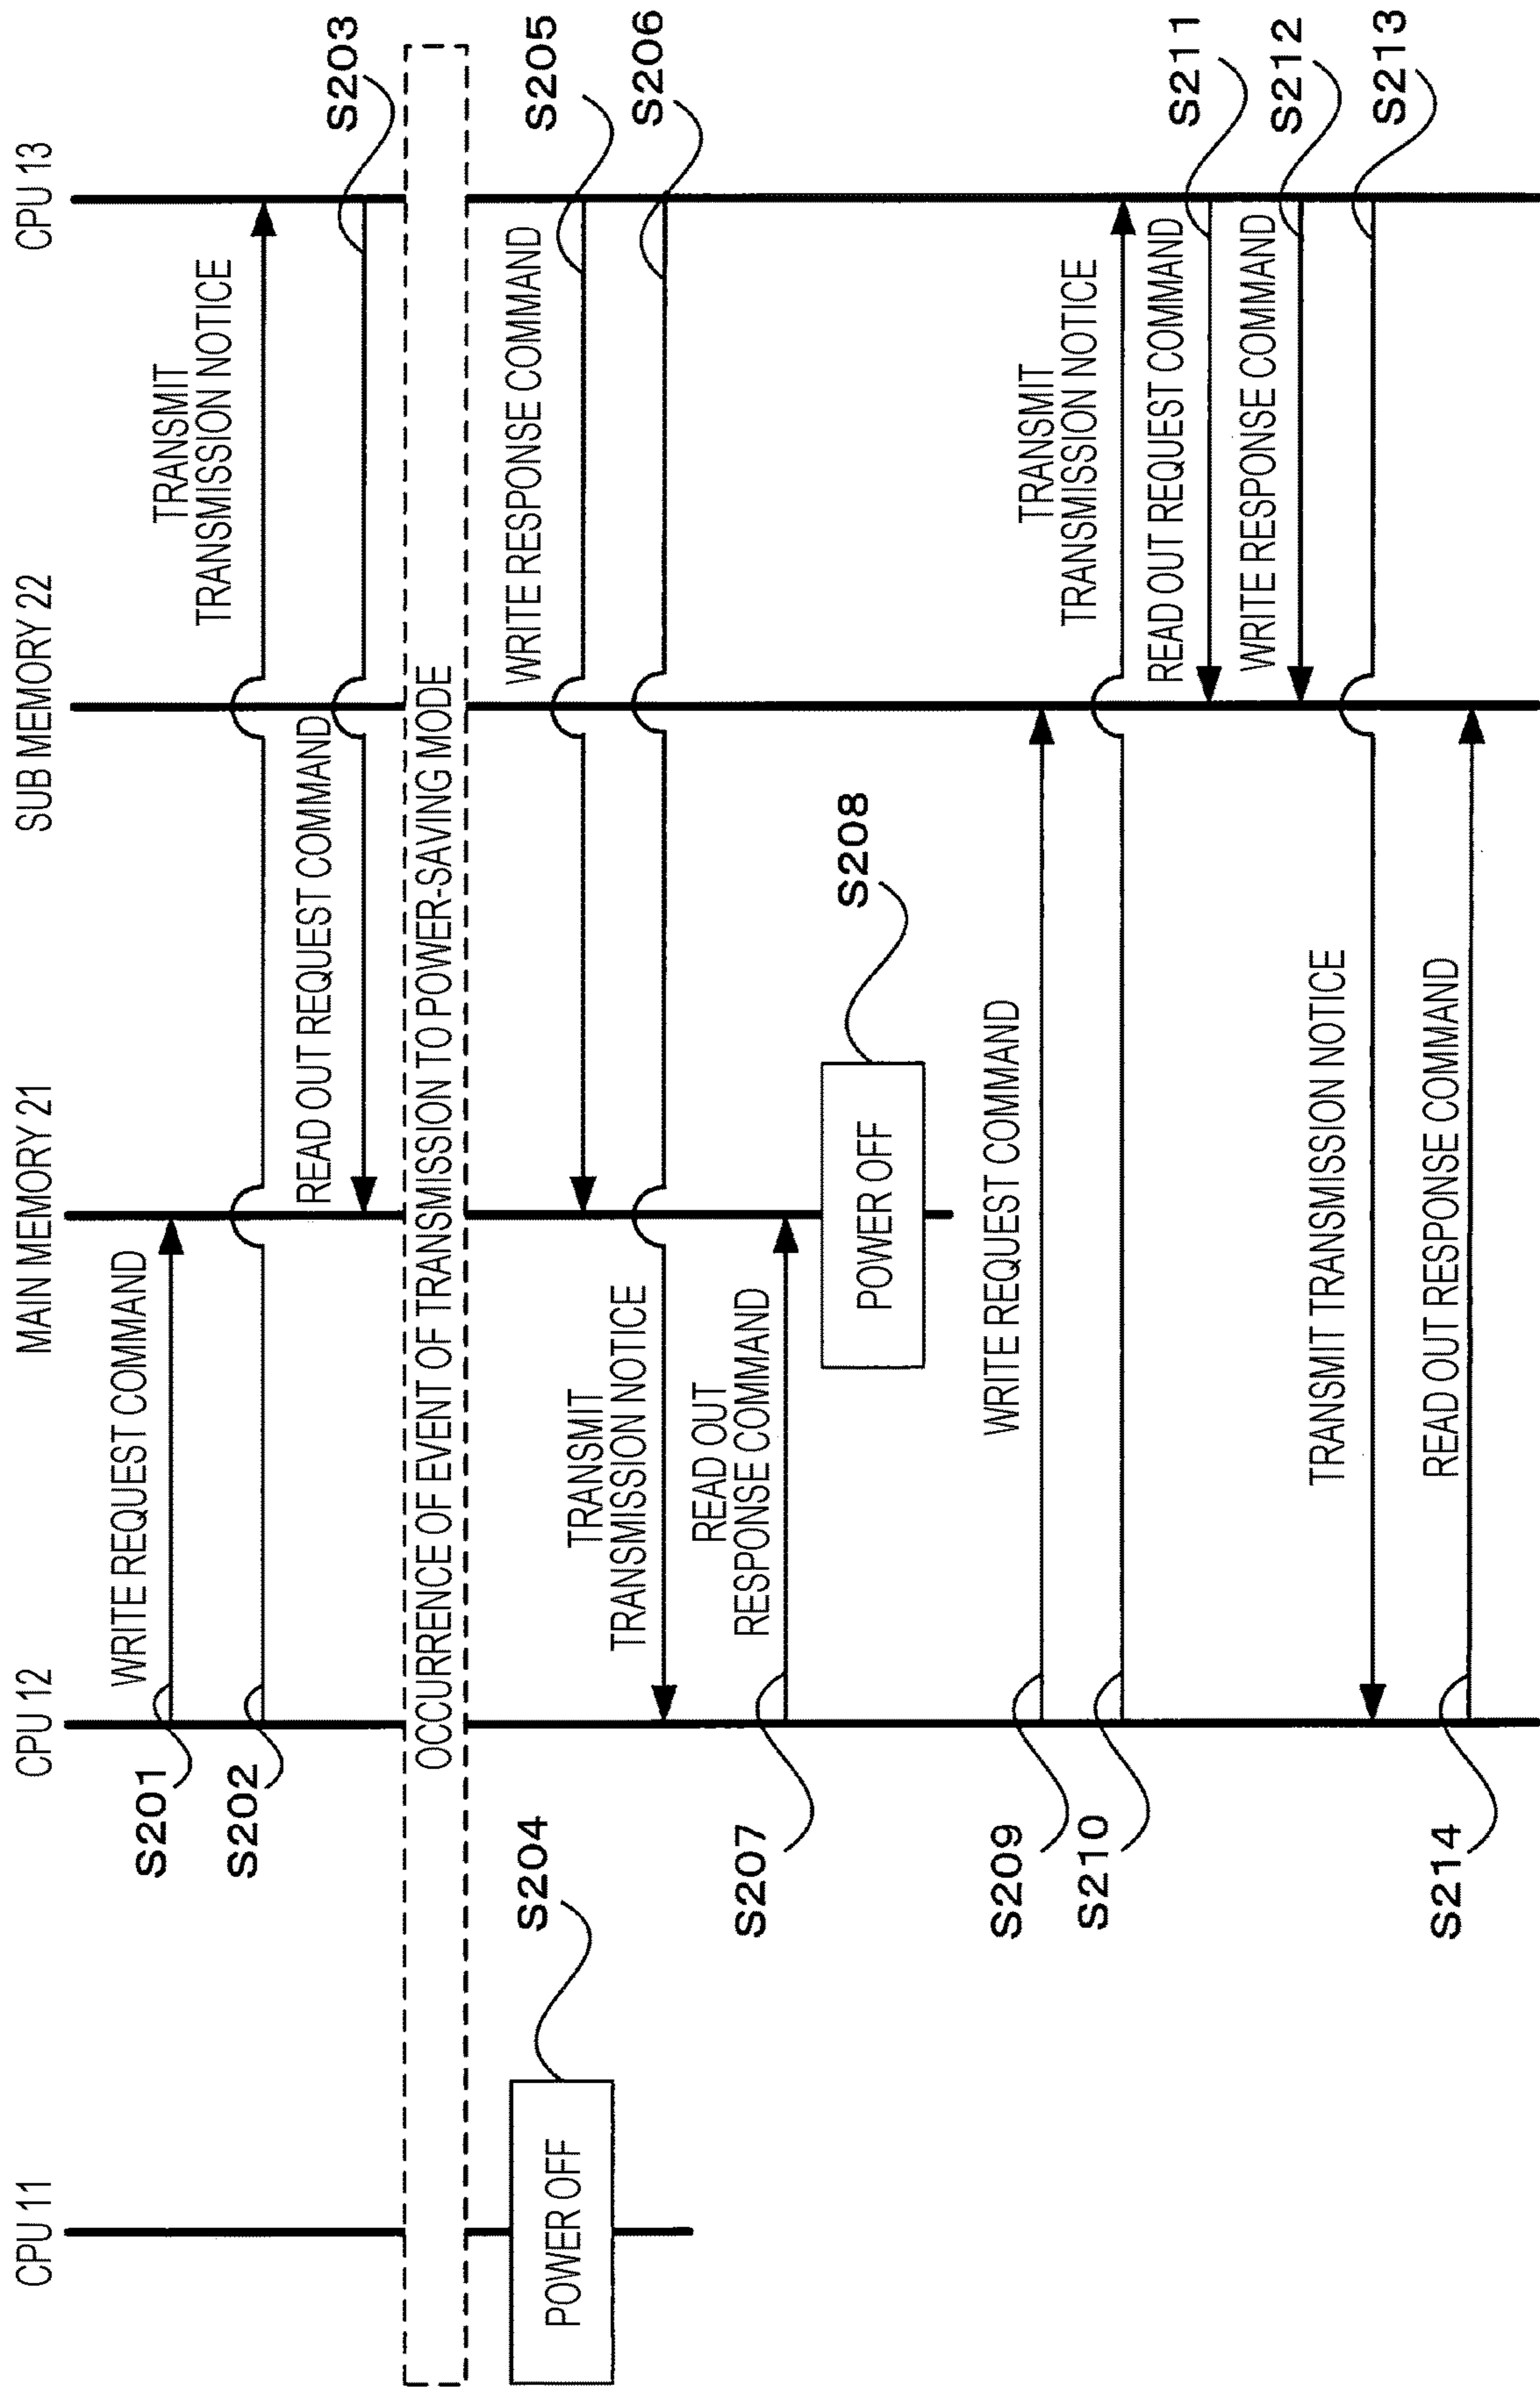 CPU 11
CPU 12
MAIN MEMORY 21
SUB MEMORY 22
CPU 13
S201
WRITE REQUEST COMMAND
S202
TRANSMIT
TRANSMISSION NOTICE
READ OUT REQUEST COMMAND
S203
OCCURRENCE OF EVENT OF TRANSMISSION TO POWER-SAVING MODE
POWER OFF
S204
WRITE RESPONSE COMMAND
S205
TRANSMIT
TRANSMISSION NOTICE
S206
S207
READ OUT
RESPONSE COMMAND
POWER OFF
S208
S209
WRITE REQUEST COMMAND
S210
TRANSMIT
TRANSMISSION NOTICE
READ OUT REQUEST COMMAND
S211
WRITE RESPONSE COMMAND
S212
TRANSMIT TRANSMISSION NOTICE
S213
S214
READ OUT RESPONSE COMMAND